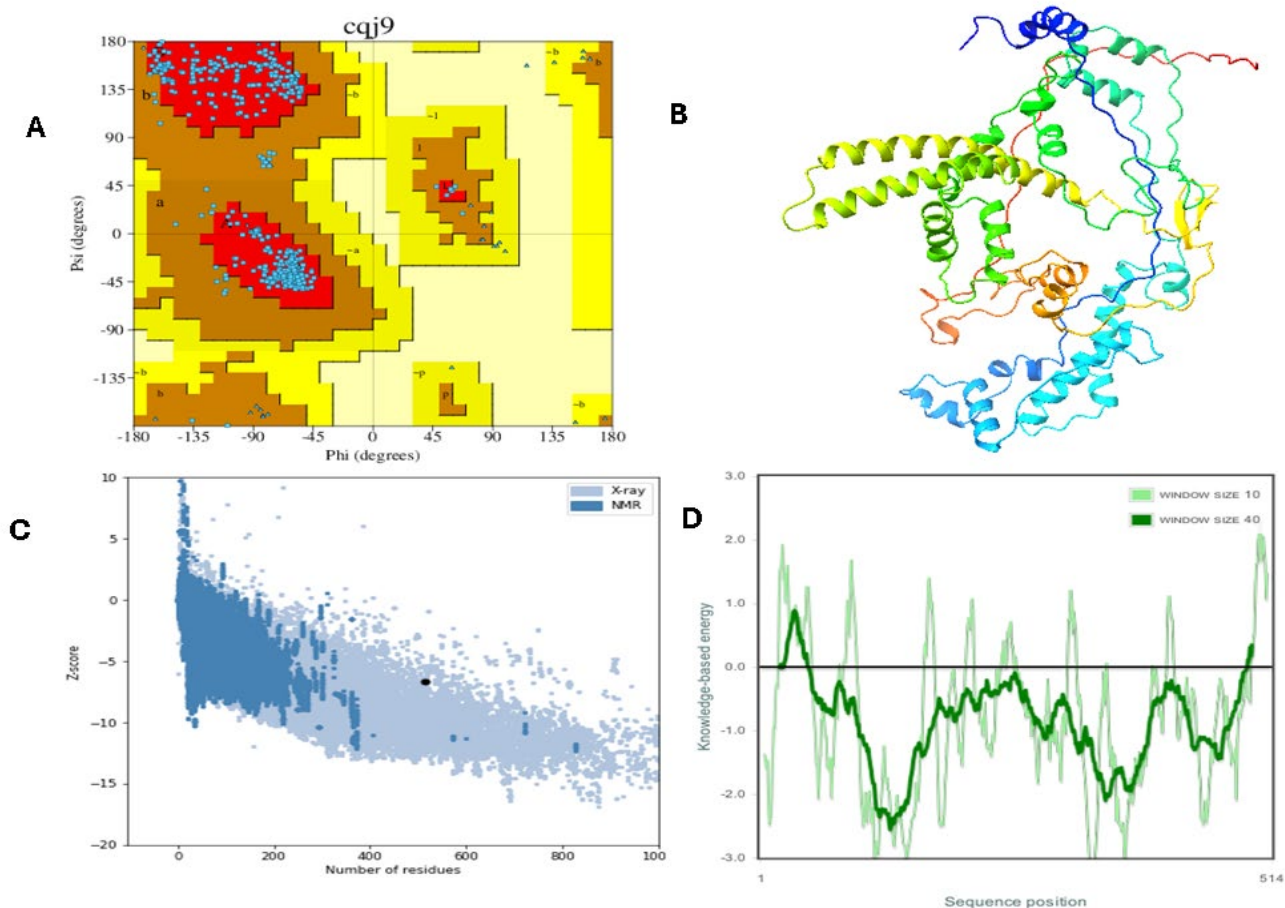 cqj9
A
180
135
90
45
0
-45
-90
-135
Psi (degrees)
b
~b
~l
l
a
~a
~b
b
~p
p
~b
b
~b
b
-180
-135
-90
-45
0
45
90
135
180
Phi (degrees)
B
C
10
5
0
−5
−10
−15
−20
Z-score
X-ray
NMR
0
200
400
600
800
100
Number of residues
D
3.0
2.0
1.0
0.0
-1.0
-2.0
-3.0
Knowledge-based energy
WINDOW SIZE 10
WINDOW SIZE 40
1
514
Sequence position